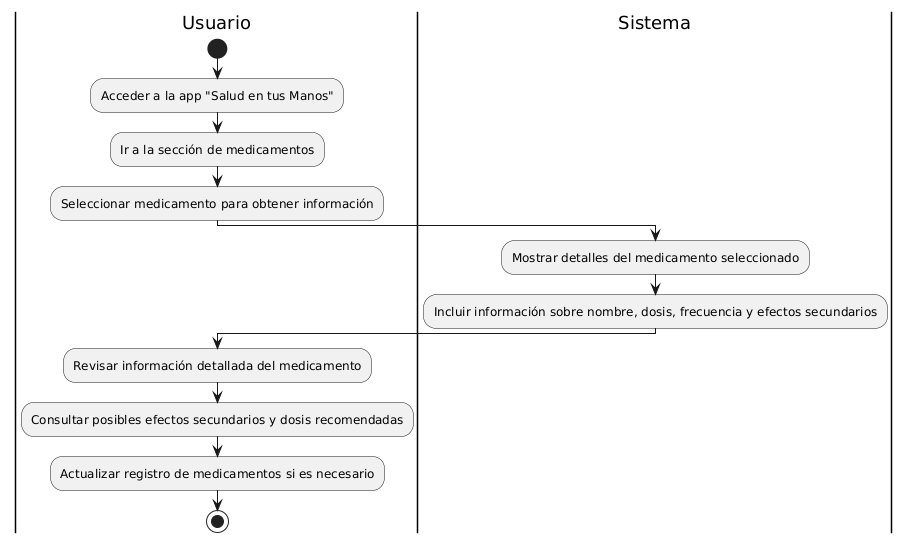 Usuario
Sistema
Acceder a la app "Salud en tus Manos"
Ir a la sección de medicamentos
Seleccionar medicamento para obtener información
Mostrar detalles del medicamento seleccionado
Incluir información sobre nombre, dosis, frecuencia y efectos secundarios
Revisar información detallada del medicamento
Consultar posibles efectos secundarios y dosis recomendadas
Actualizar registro de medicamentos si es necesario